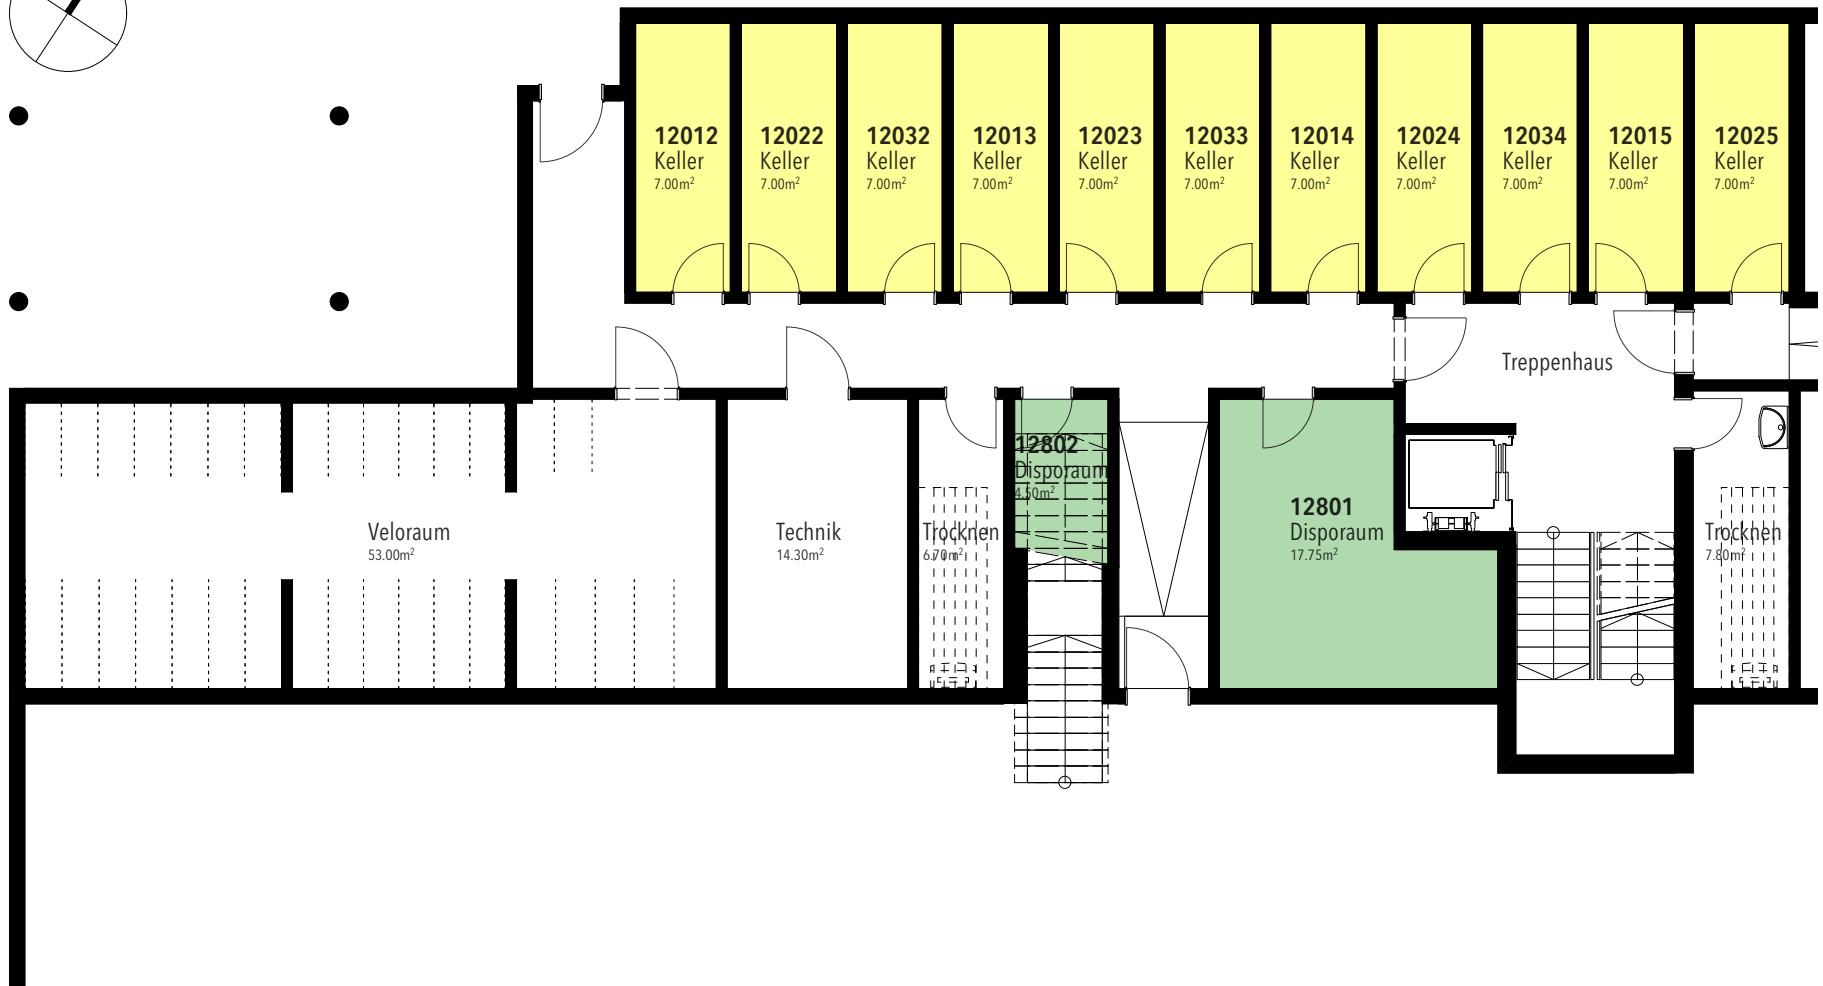 12012
Keller
7.00m²
12022
Keller
7.00m²
12032
Keller
7.00m²
12013
Keller
7.00m²
12023
Keller
7.00m²
12033
Keller
7.00m²
12014
Keller
7.00m²
12024
Keller
7.00m²
12034
Keller
7.00m²
12015
Keller
7.00m²
12025
Keller
7.00m²
Treppenhaus
Veloraum
53.00m²
Technik
14.30m²
Trocknen
6.70m²
12802
Disporaum
4.50m²
12801
Disporaum
17.75m²
Trocknen
7.80m²